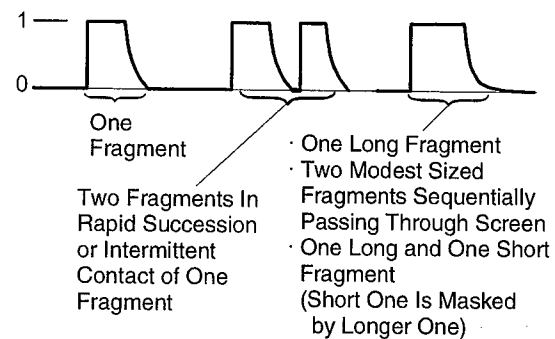 1
0
One
Fragment
Two Fragments In
Rapid Succession
or Intermittent
Contact of One
Fragment
· One Long Fragment
· Two Modest Sized
Fragments Sequentially
Passing Through Screen
· One Long and One Short
Fragment
(Short One Is Masked
by Longer One)